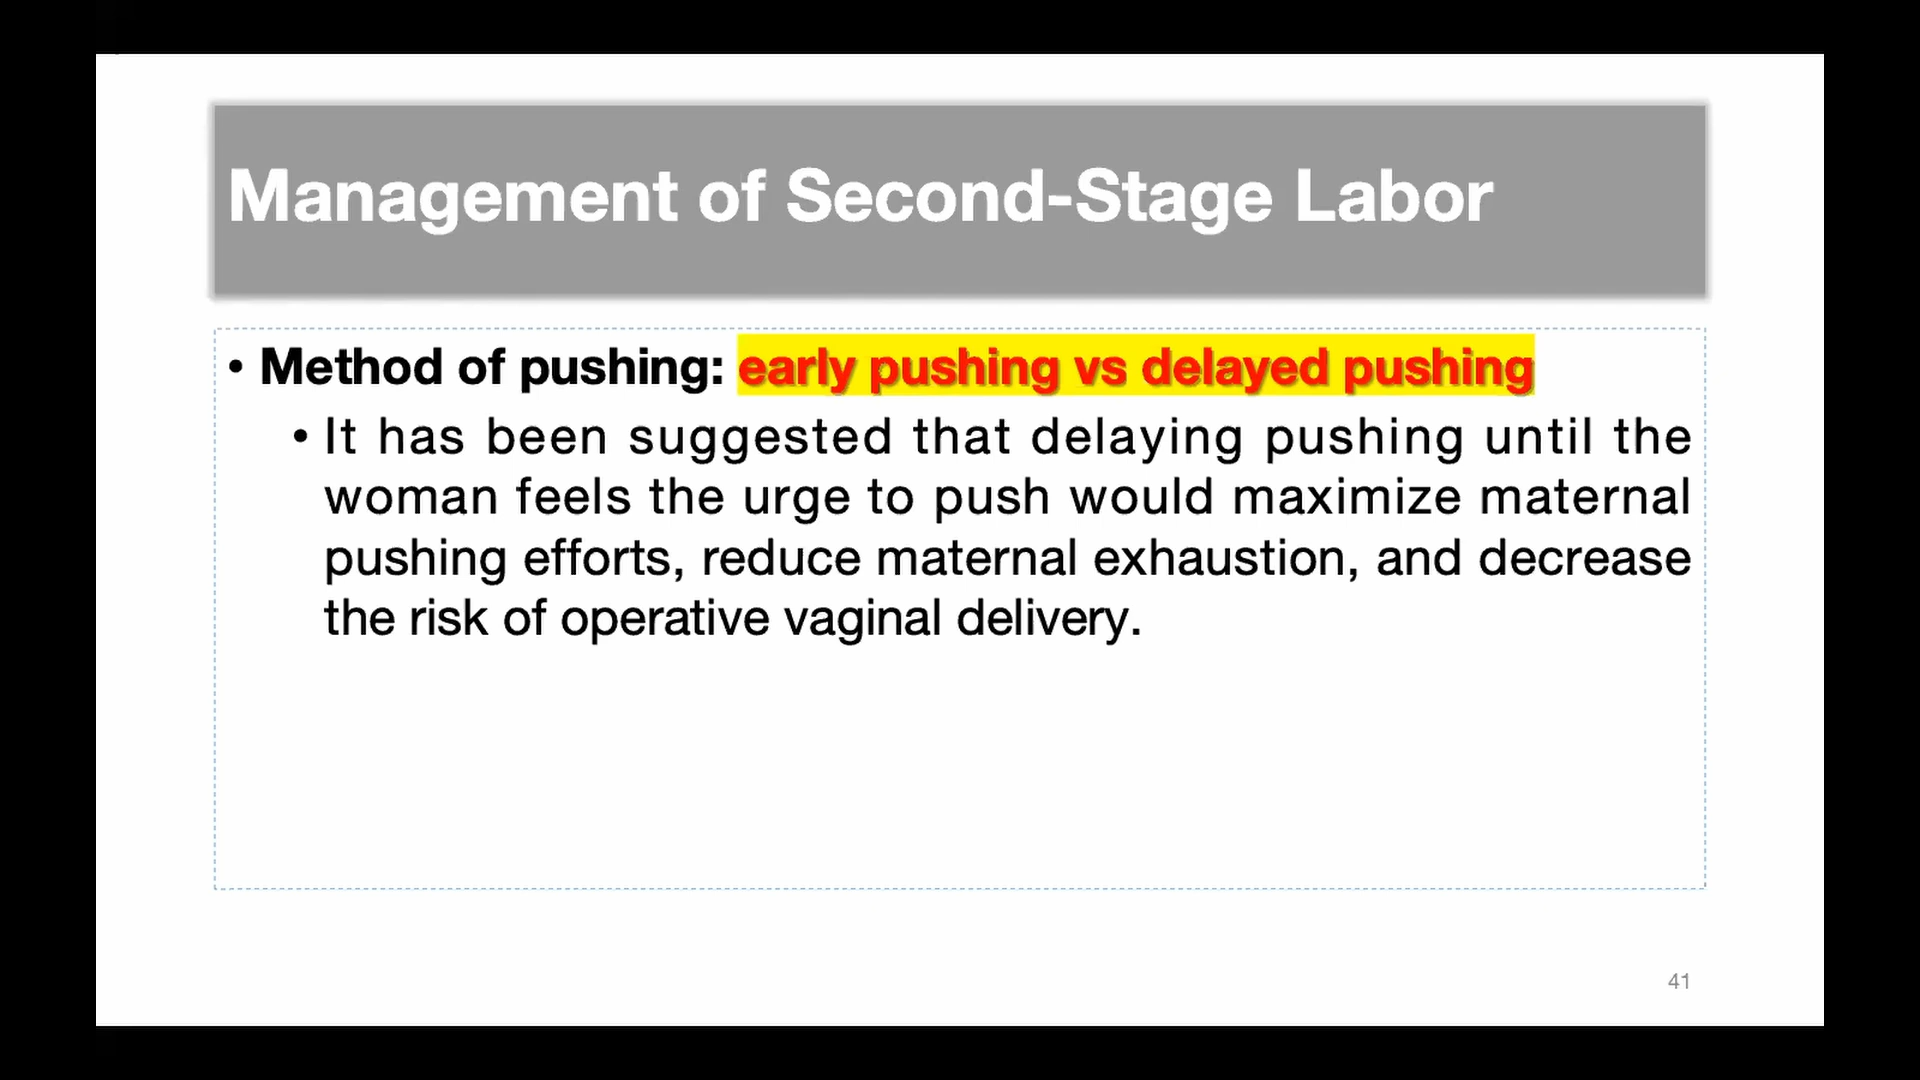 Management of Second-Stage Labor
• Method of pushing: early pushing vs delayed pushing
• It has been suggested that delaying pushing until the
woman feels the urge to push would maximize maternal
pushing efforts, reduce maternal exhaustion, and decrease
the risk of operative vaginal delivery.
41